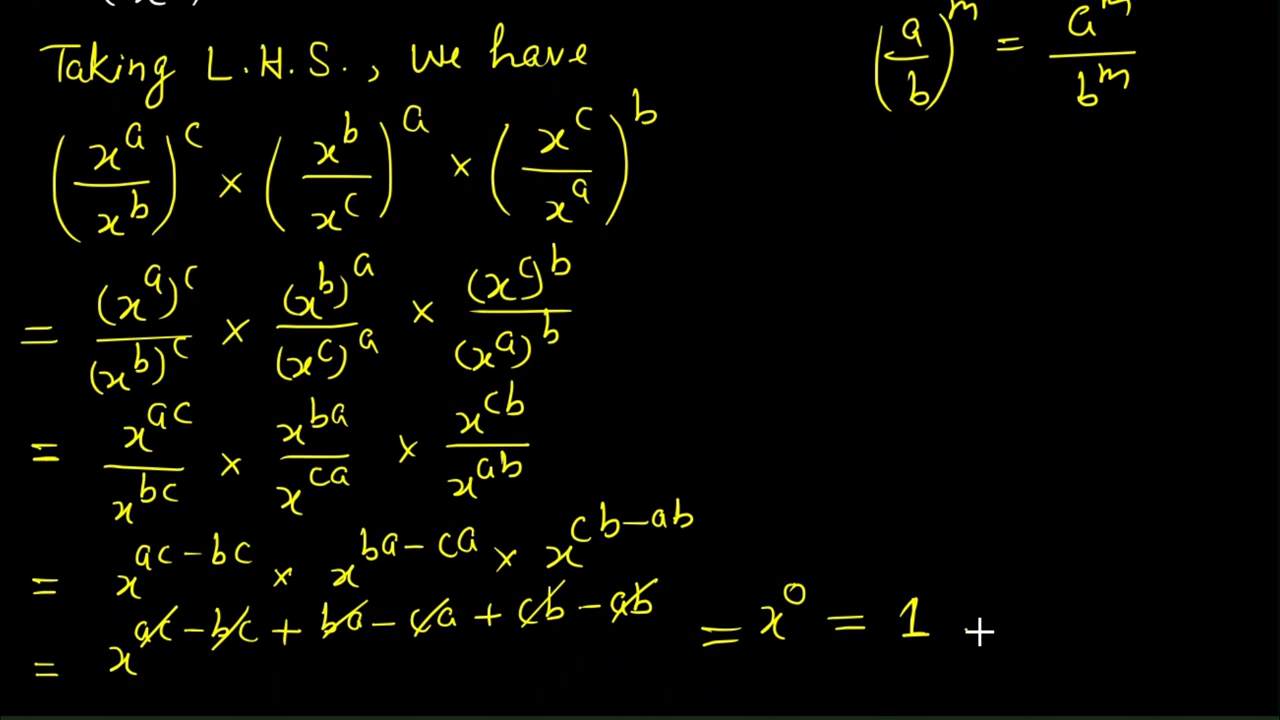 Taking L.H.S., we have
(a/b)^m = a^m/b^m
(x^a/x^b)^c × (x^b/x^c)^a × (x^c/x^a)^b
= (x^a)^c/(x^b)^c × (x^b)^a/(x^c)^a × (x^c)^b/(x^a)^b
= x^ac/x^bc × x^ba/x^ca × x^cb/x^ab
= x^(ac-bc) × x^(ba-ca) × x^(cb-ab)
= x^(ac-bc+ba-ca+cb-ab) = x^0 = 1